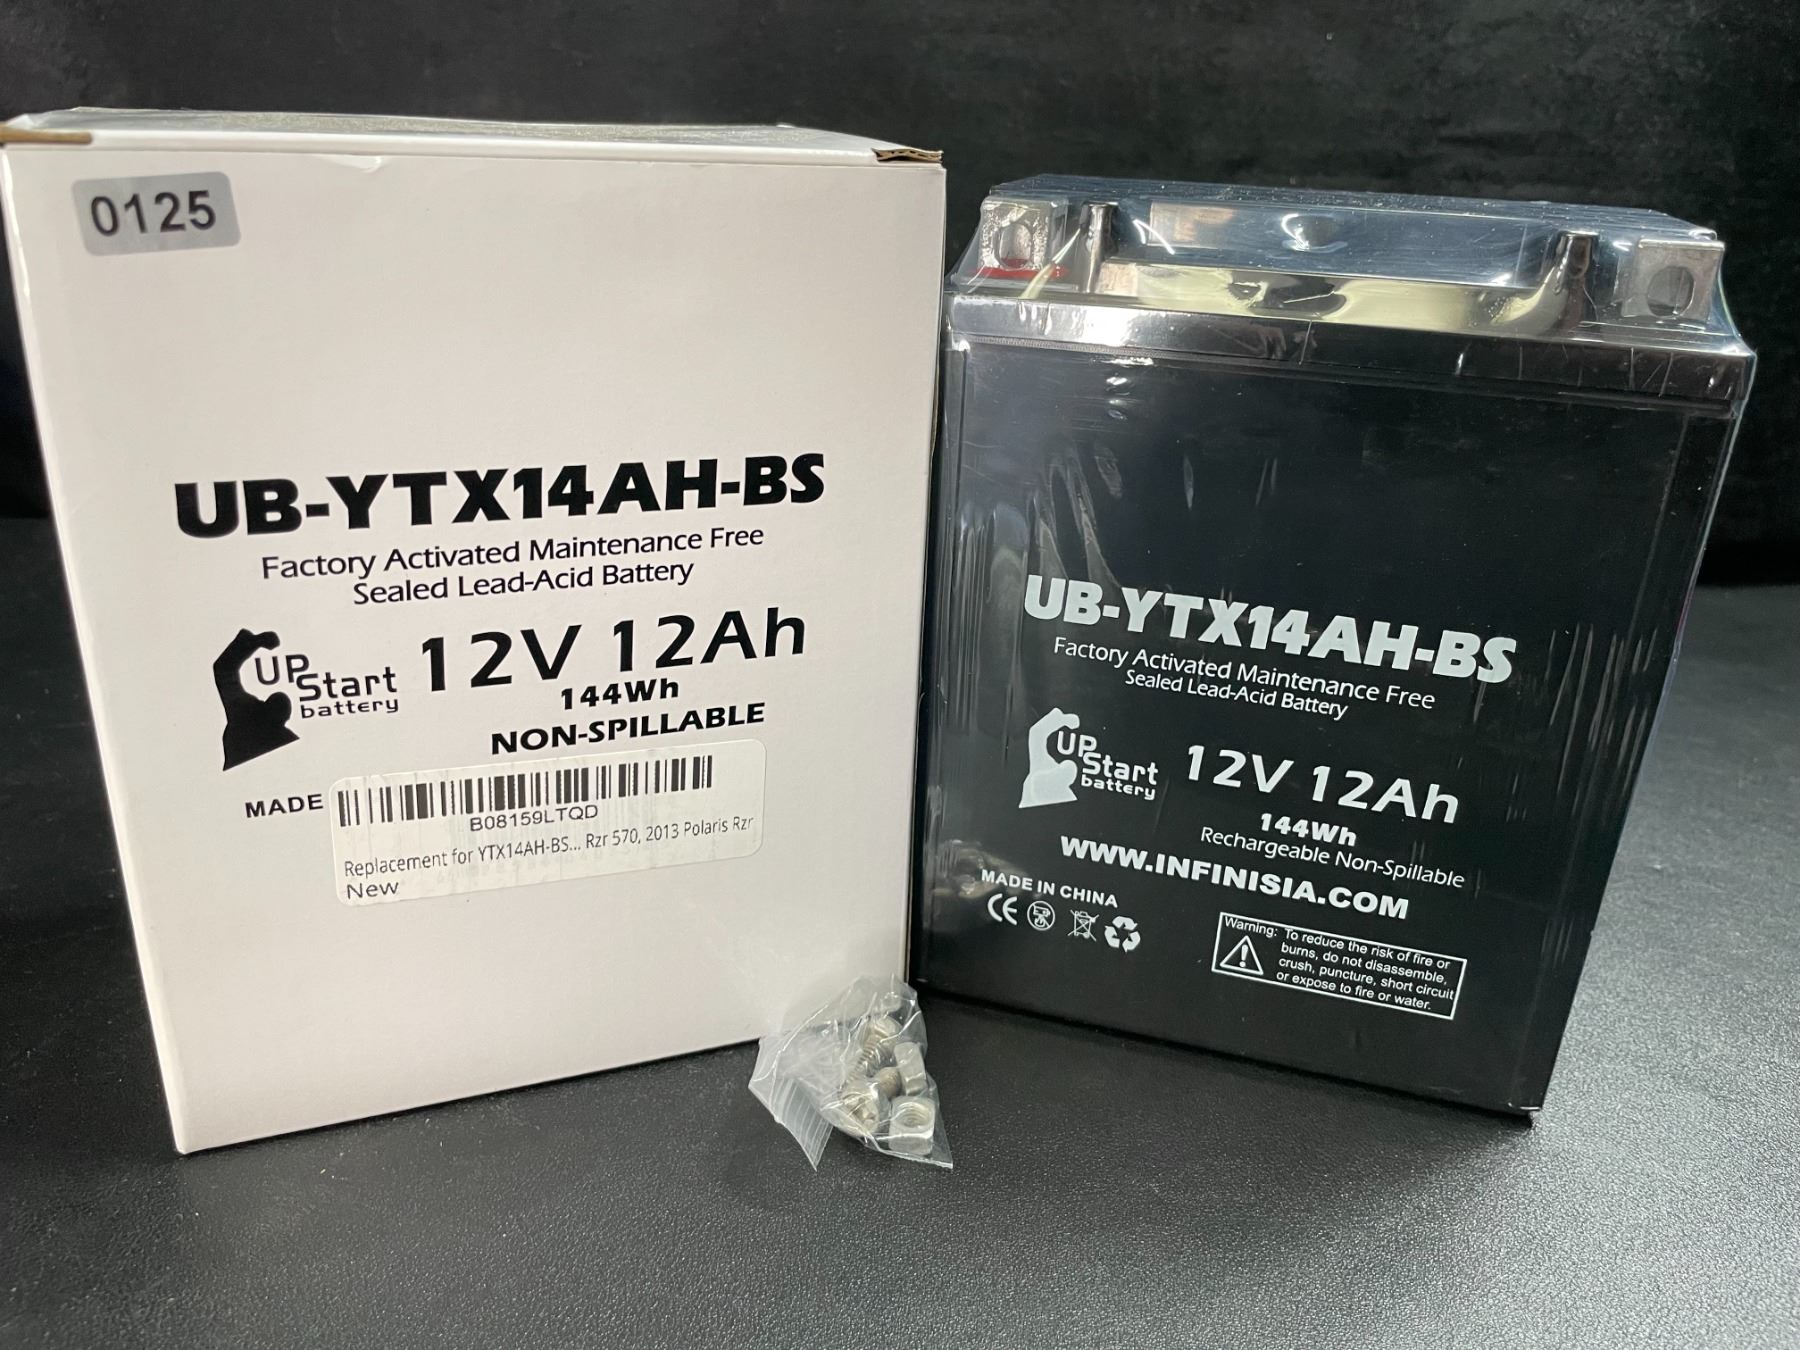 0125
UB-YTX14AH-BS
Factory Activated Maintenance Free
Sealed Lead-Acid Battery
UPStart
battery
12V 12Ah
144Wh
NON-SPILLABLE
MADE
B08159LTQD
Replacement for YTX14AH-BS... Rzr 570, 2013 Polaris Rzr
New
UB-YTX14AH-BS
Factory Activated Maintenance Free
Sealed Lead-Acid Battery
UPStart
battery
12V 12Ah
144Wh
Rechargeable Non-Spillable
WWW.INFINISIA.COM
MADE IN CHINA
CE
Warning: To reduce the risk of fire or
burns, do not disassemble,
crush, puncture, short circuit
or expose to fire or water.